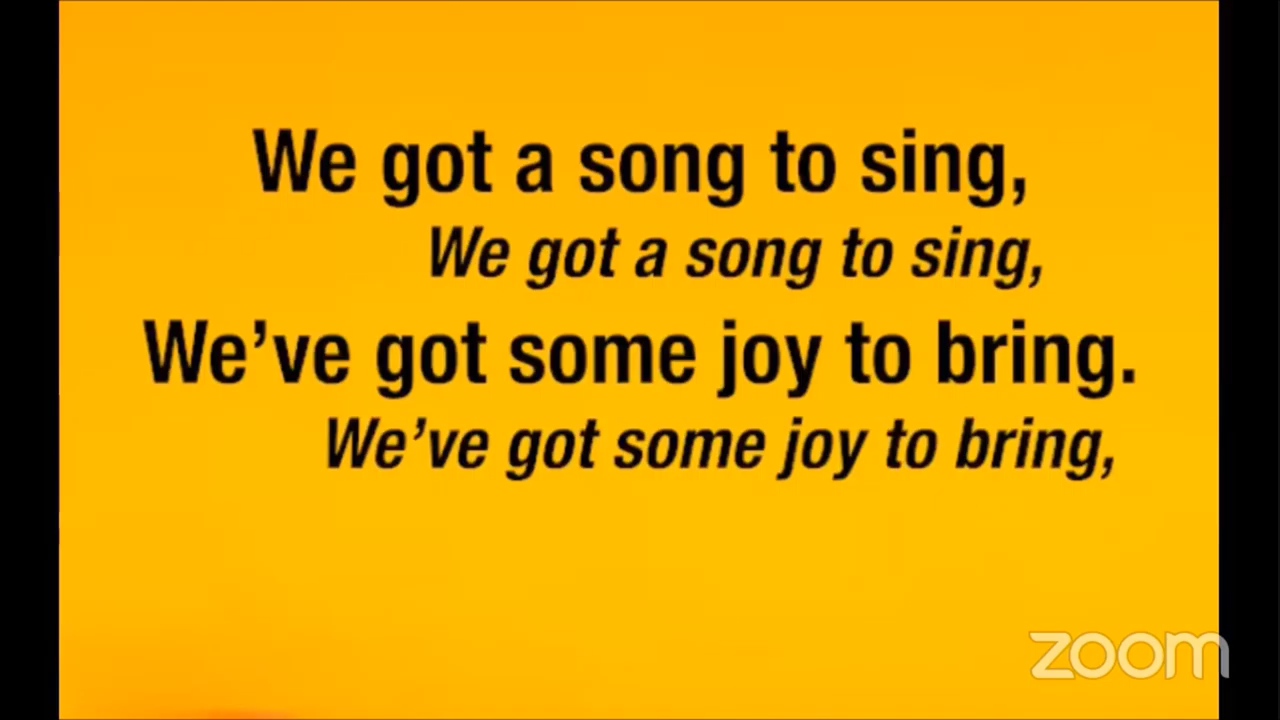 We got a song to sing,
We got a song to sing,
We’ve got some joy to bring.
We’ve got some joy to bring,
zoom